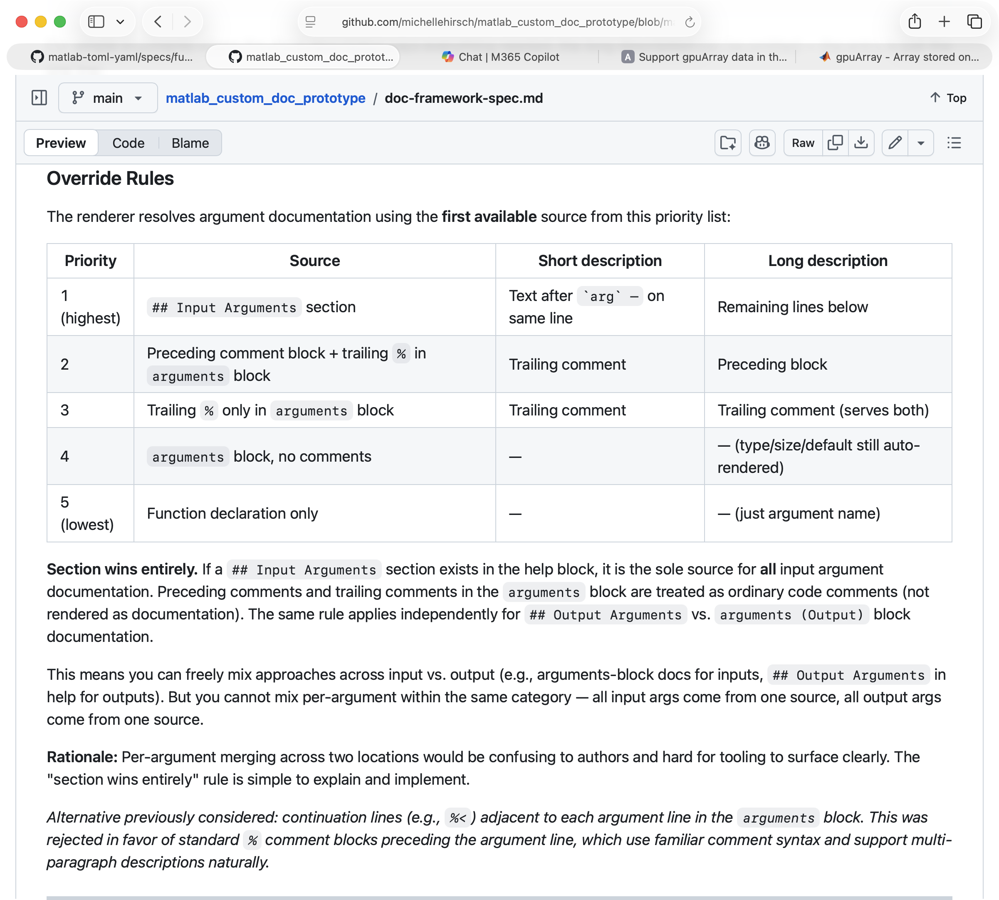 github.com/michellehirsch/matlab_custom_doc_prototype/blob/m
matlab-toml-yaml/specs/fu...
matlab_custom_doc_protot...
Chat | M365 Copilot
A Support gpuArray data in th...
gpuArray - Array stored on...
main
matlab_custom_doc_prototype / doc-framework-spec.md
Top
Preview
Code
Blame
Raw
Override Rules
The renderer resolves argument documentation using the first available source from this priority list:
Priority Source Short description Long description
1
(highest)
## Input Arguments section
Text after `arg` — on
same line
Remaining lines below
2
Preceding comment block + trailing % in
arguments block
Trailing comment
Preceding block
3
Trailing % only in arguments block
Trailing comment
Trailing comment (serves both)
4
arguments block, no comments
—
— (type/size/default still auto-
rendered)
5
(lowest)
Function declaration only
—
— (just argument name)
Section wins entirely. If a ## Input Arguments section exists in the help block, it is the sole source for all input argument
documentation. Preceding comments and trailing comments in the arguments block are treated as ordinary code comments (not
rendered as documentation). The same rule applies independently for ## Output Arguments vs. arguments (Output) block
documentation.
This means you can freely mix approaches across input vs. output (e.g., arguments-block docs for inputs, ## Output Arguments in
help for outputs). But you cannot mix per-argument within the same category — all input args come from one source, all output args
come from one source.
Rationale: Per-argument merging across two locations would be confusing to authors and hard for tooling to surface clearly. The
"section wins entirely" rule is simple to explain and implement.
Alternative previously considered: continuation lines (e.g., %< ) adjacent to each argument line in the arguments block. This was
rejected in favor of standard % comment blocks preceding the argument line, which use familiar comment syntax and support multi-
paragraph descriptions naturally.